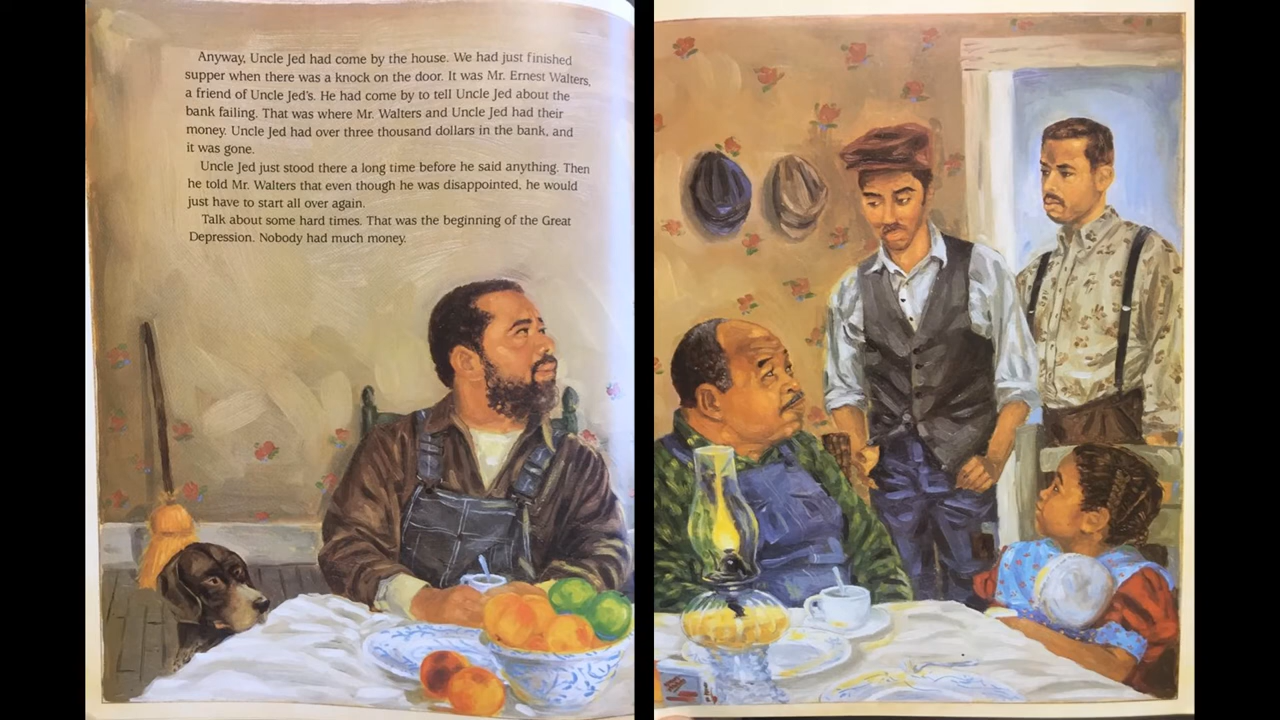 Anyway, Uncle Jed had come by the house. We had just finished
supper when there was a knock on the door. It was Mr. Ernest Walters,
a friend of Uncle Jed's. He had come by to tell Uncle Jed about the
bank failing. That was where Mr. Walters and Uncle Jed had their
money. Uncle Jed had over three thousand dollars in the bank, and
it was gone.
Uncle Jed just stood there a long time before he said anything. Then
he told Mr. Walters that even though he was disappointed, he would
just have to start all over again.
Talk about some hard times. That was the beginning of the Great
Depression. Nobody had much money.